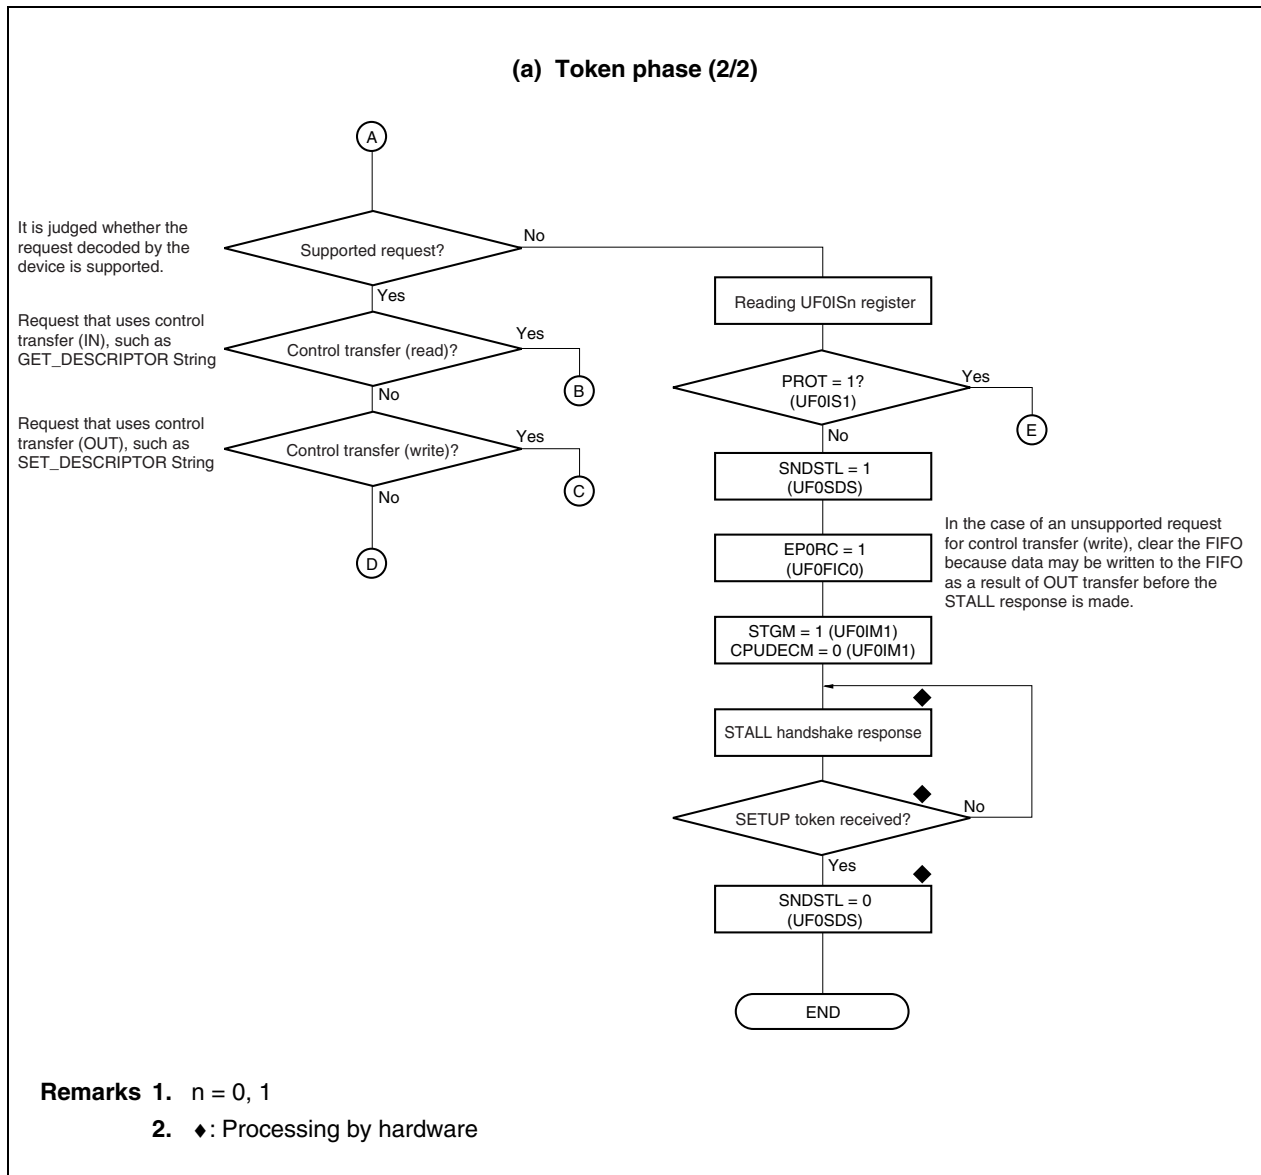 (a) Token phase (2/2)
A
It is judged whether the
request decoded by the
device is supported.
Supported request?
No
Yes
Reading UF0ISn register
Request that uses control
transfer (IN), such as
GET_DESCRIPTOR String
Control transfer (read)?
Yes
B
No
PROT = 1?
(UF0IS1)
Yes
E
No
Request that uses control
transfer (OUT), such as
SET_DESCRIPTOR String
Control transfer (write)?
Yes
C
No
D
SNDSTL = 1
(UF0SDS)
EP0RC = 1
(UF0FIC0)
In the case of an unsupported request
for control transfer (write), clear the FIFO
because data may be written to the FIFO
as a result of OUT transfer before the
STALL response is made.
STGM = 1 (UF0IM1)
CPUDECM = 0 (UF0IM1)
◆
STALL handshake response
◆
SETUP token received?
No
Yes
◆
SNDSTL = 0
(UF0SDS)
END
Remarks 1. n = 0, 1
2. ◆: Processing by hardware